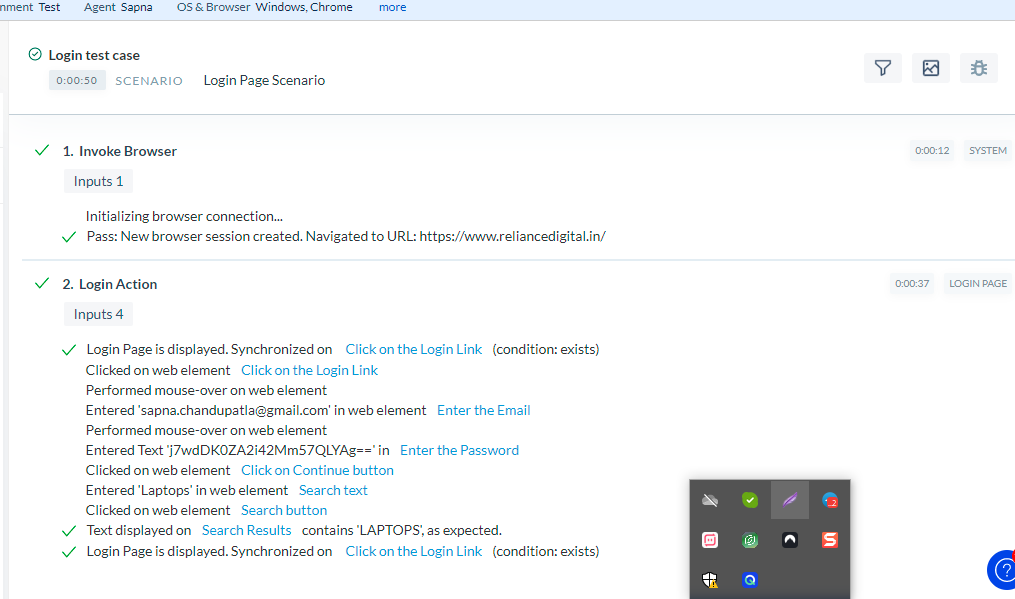 nment Test Agent Sapna OS & Browser Windows, Chrome more
Login test case
0:00:50 SCENARIO Login Page Scenario
1. Invoke Browser 0:00:12 SYSTEM
Inputs 1
Initializing browser connection...
Pass: New browser session created. Navigated to URL: https://www.reliancedigital.in/
2. Login Action 0:00:37 LOGIN PAGE
Inputs 4
Login Page is displayed. Synchronized on Click on the Login Link (condition: exists)
Clicked on web element Click on the Login Link
Performed mouse-over on web element
Entered 'sapna.chandupatla@gmail.com' in web element Enter the Email
Performed mouse-over on web element
Entered Text 'j7wdDK0ZA2i42Mm57QLYAg==' in Enter the Password
Clicked on web element Click on Continue button
Entered 'Laptops' in web element Search text
Clicked on web element Search button
Text displayed on Search Results contains 'LAPTOPS', as expected.
Login Page is displayed. Synchronized on Click on the Login Link (condition: exists)